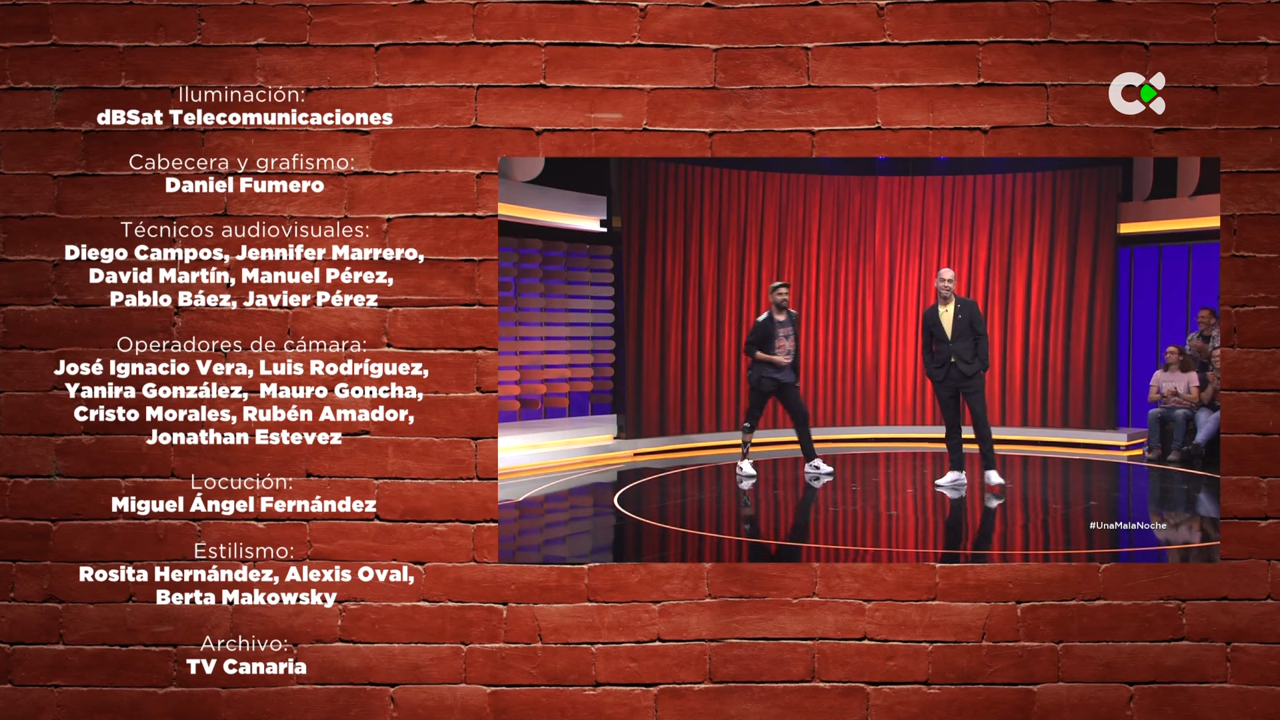 Iluminación:
dBSat Telecomunicaciones
Cabecera y grafismo:
Daniel Fumero
Técnicos audiovisuales:
Diego Campos, Jennifer Marrero,
David Martín, Manuel Pérez,
Pablo Báez, Javier Pérez
Operadores de cámara:
José Ignacio Vera, Luis Rodríguez,
Yanira González, Mauro Goncha,
Cristo Morales, Rubén Amador,
Jonathan Estevez
Locución:
Miguel Ángel Fernández
Estilismo:
Rosita Hernández, Alexis Oval,
Berta Makowsky
Archivo:
TV Canaria
#UnaMalaNoche